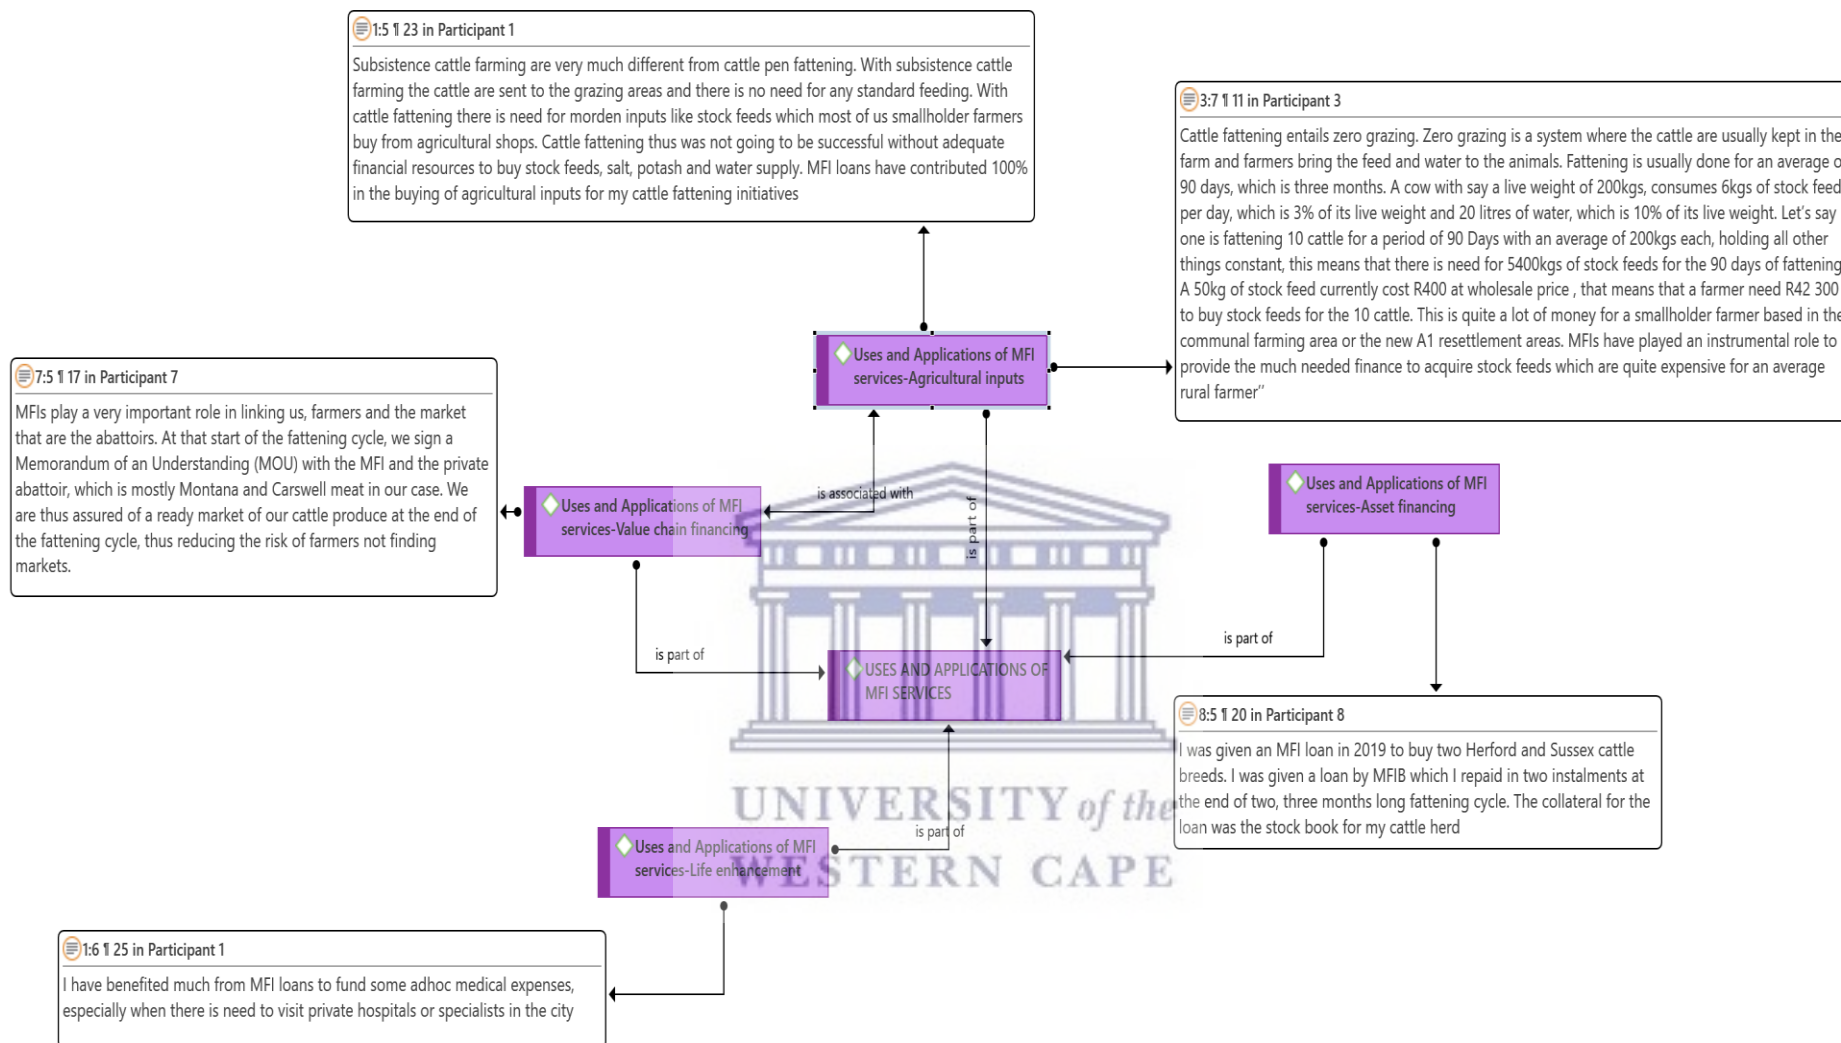 1:5 ¶ 23 in Participant 1
Subsistence cattle farming are very much different from cattle pen fattening. With subsistence cattle
farming the cattle are sent to the grazing areas and there is no need for any standard feeding. With
cattle fattening there is need for morden inputs like stock feeds which most of us smallholder farmers
buy from agricultural shops. Cattle fattening thus was not going to be successful without adequate
financial resources to buy stock feeds, salt, potash and water supply. MFI loans have contributed 100%
in the buying of agricultural inputs for my cattle fattening initiatives
3:7 ¶ 11 in Participant 3
Cattle fattening entails zero grazing. Zero grazing is a system where the cattle are usually kept in the
farm and farmers bring the feed and water to the animals. Fattening is usually done for an average o
90 days, which is three months. A cow with say a live weight of 200kgs, consumes 6kgs of stock feed
per day, which is 3% of its live weight and 20 litres of water, which is 10% of its live weight. Let's say
one is fattening 10 cattle for a period of 90 Days with an average of 200kgs each, holding all other
things constant, this means that there is need for 5400kgs of stock feeds for the 90 days of fattening
A 50kg of stock feed currently cost R400 at wholesale price , that means that a farmer need R42 300
to buy stock feeds for the 10 cattle. This is quite a lot of money for a smallholder farmer based in the
communal farming area or the new A1 resettlement areas. MFIs have played an instrumental role to
provide the much needed finance to acquire stock feeds which are quite expensive for an average
rural farmer’’
Uses and Applications of MFI
services-Agricultural inputs
7:5 ¶ 17 in Participant 7
MFIs play a very important role in linking us, farmers and the market
that are the abattoirs. At that start of the fattening cycle, we sign a
Memorandum of an Understanding (MOU) with the MFI and the private
abattoir, which is mostly Montana and Carswell meat in our case. We
are thus assured of a ready market of our cattle produce at the end of
the fattening cycle, thus reducing the risk of farmers not finding
markets.
Uses and Applications of MFI
services-Value chain financing
is associated with
is part of
Uses and Applications of MFI
services-Asset financing
is part of
is part of
USES AND APPLICATIONS OF
MFI SERVICES
8:5 ¶ 20 in Participant 8
I was given an MFI loan in 2019 to buy two Herford and Sussex cattle
breeds. I was given a loan by MFIB which I repaid in two instalments at
the end of two, three months long fattening cycle. The collateral for the
loan was the stock book for my cattle herd
UNIVERSITY of the
WESTERN CAPE
is part of
Uses and Applications of MFI
services-Life enhancement
1:6 ¶ 25 in Participant 1
I have benefited much from MFI loans to fund some adhoc medical expenses,
especially when there is need to visit private hospitals or specialists in the city